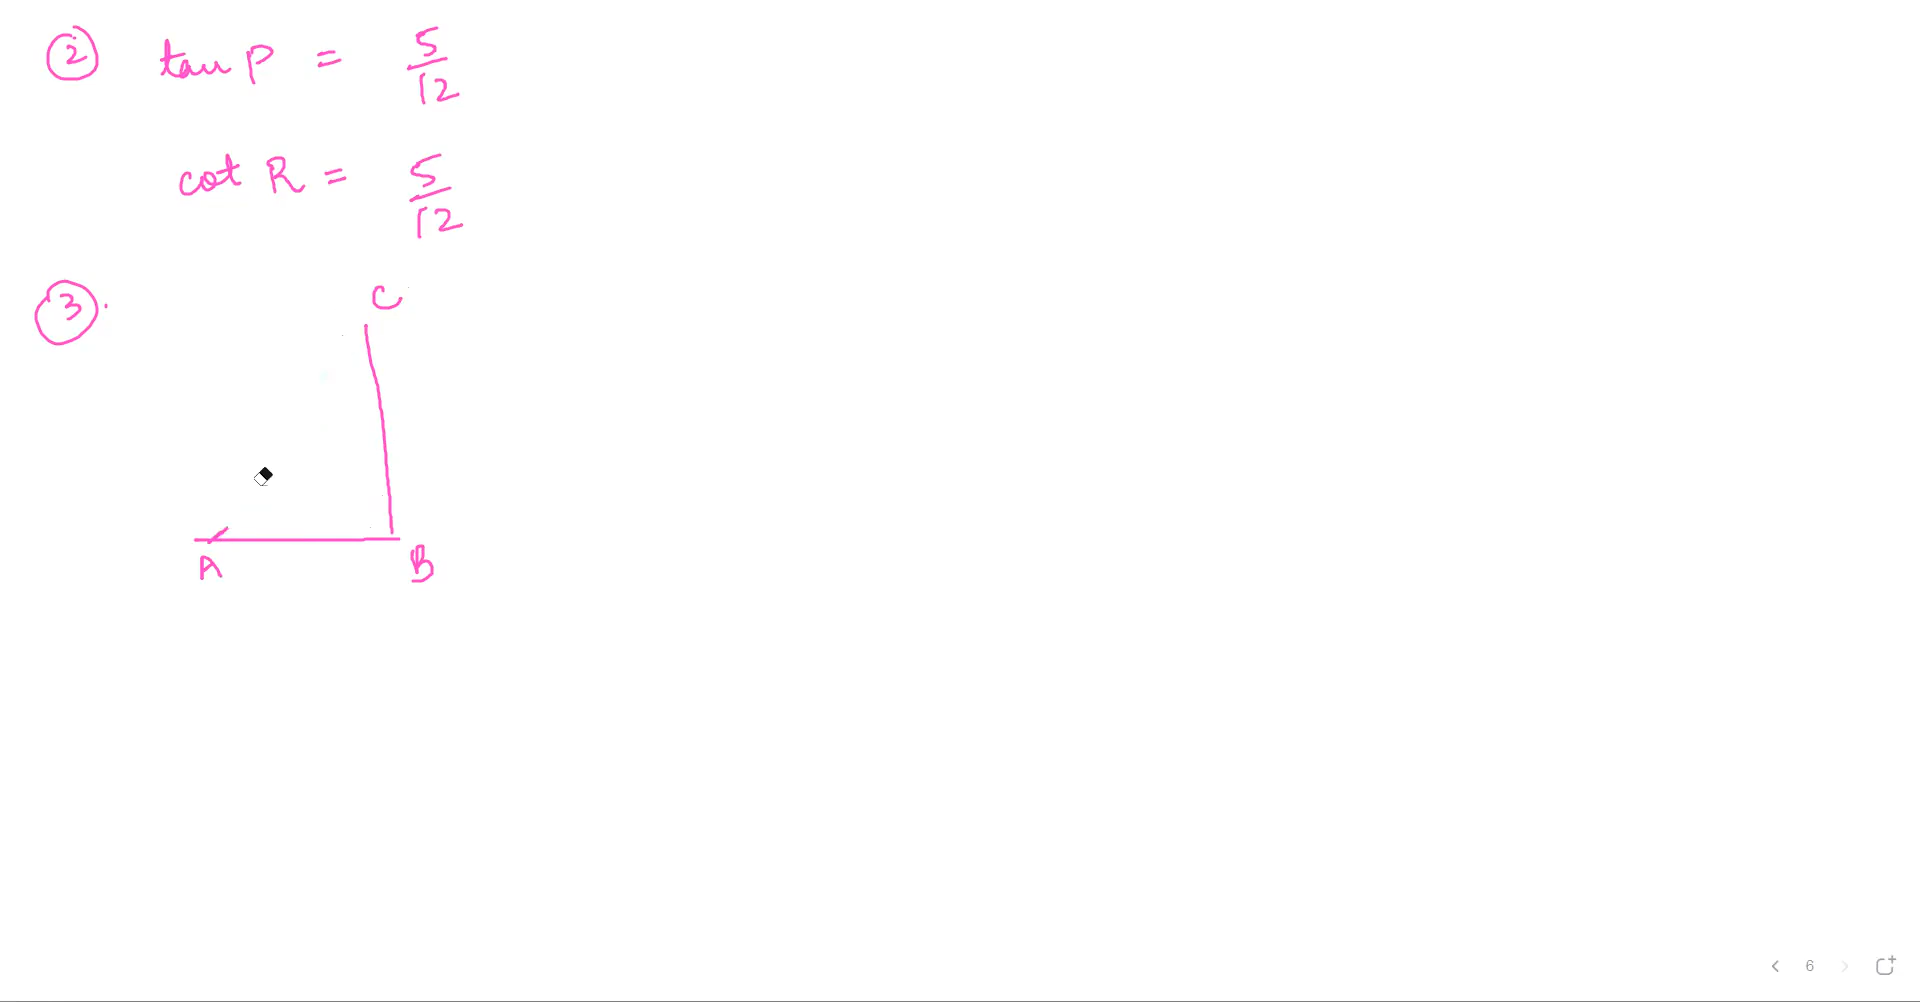 ② tan P = 5/12
cot R = 5/12
③.
C
A B
6